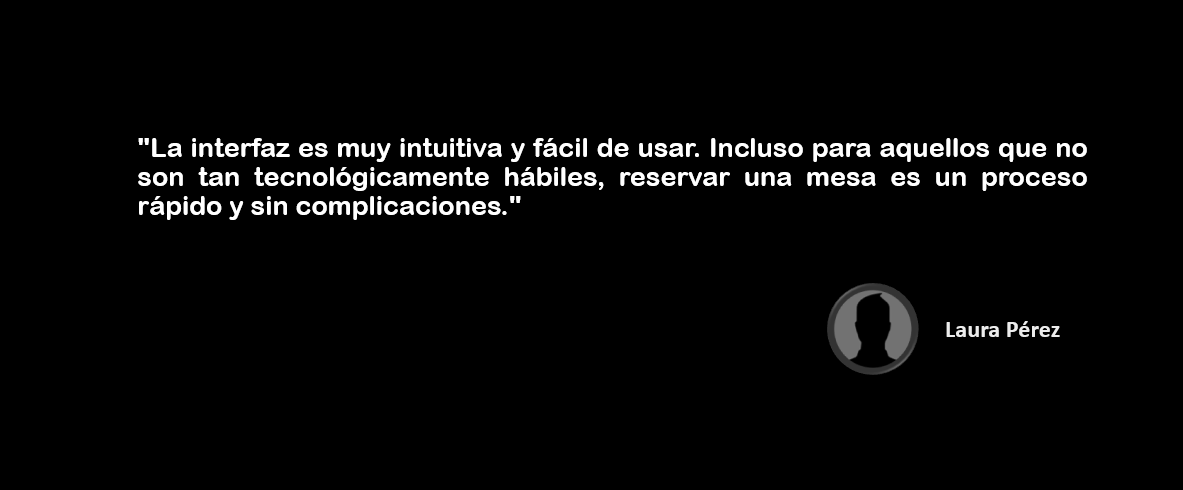 "La interfaz es muy intuitiva y fácil de usar. Incluso para aquellos que no
son tan tecnológicamente hábiles, reservar una mesa es un proceso
rápido y sin complicaciones."
Laura Pérez